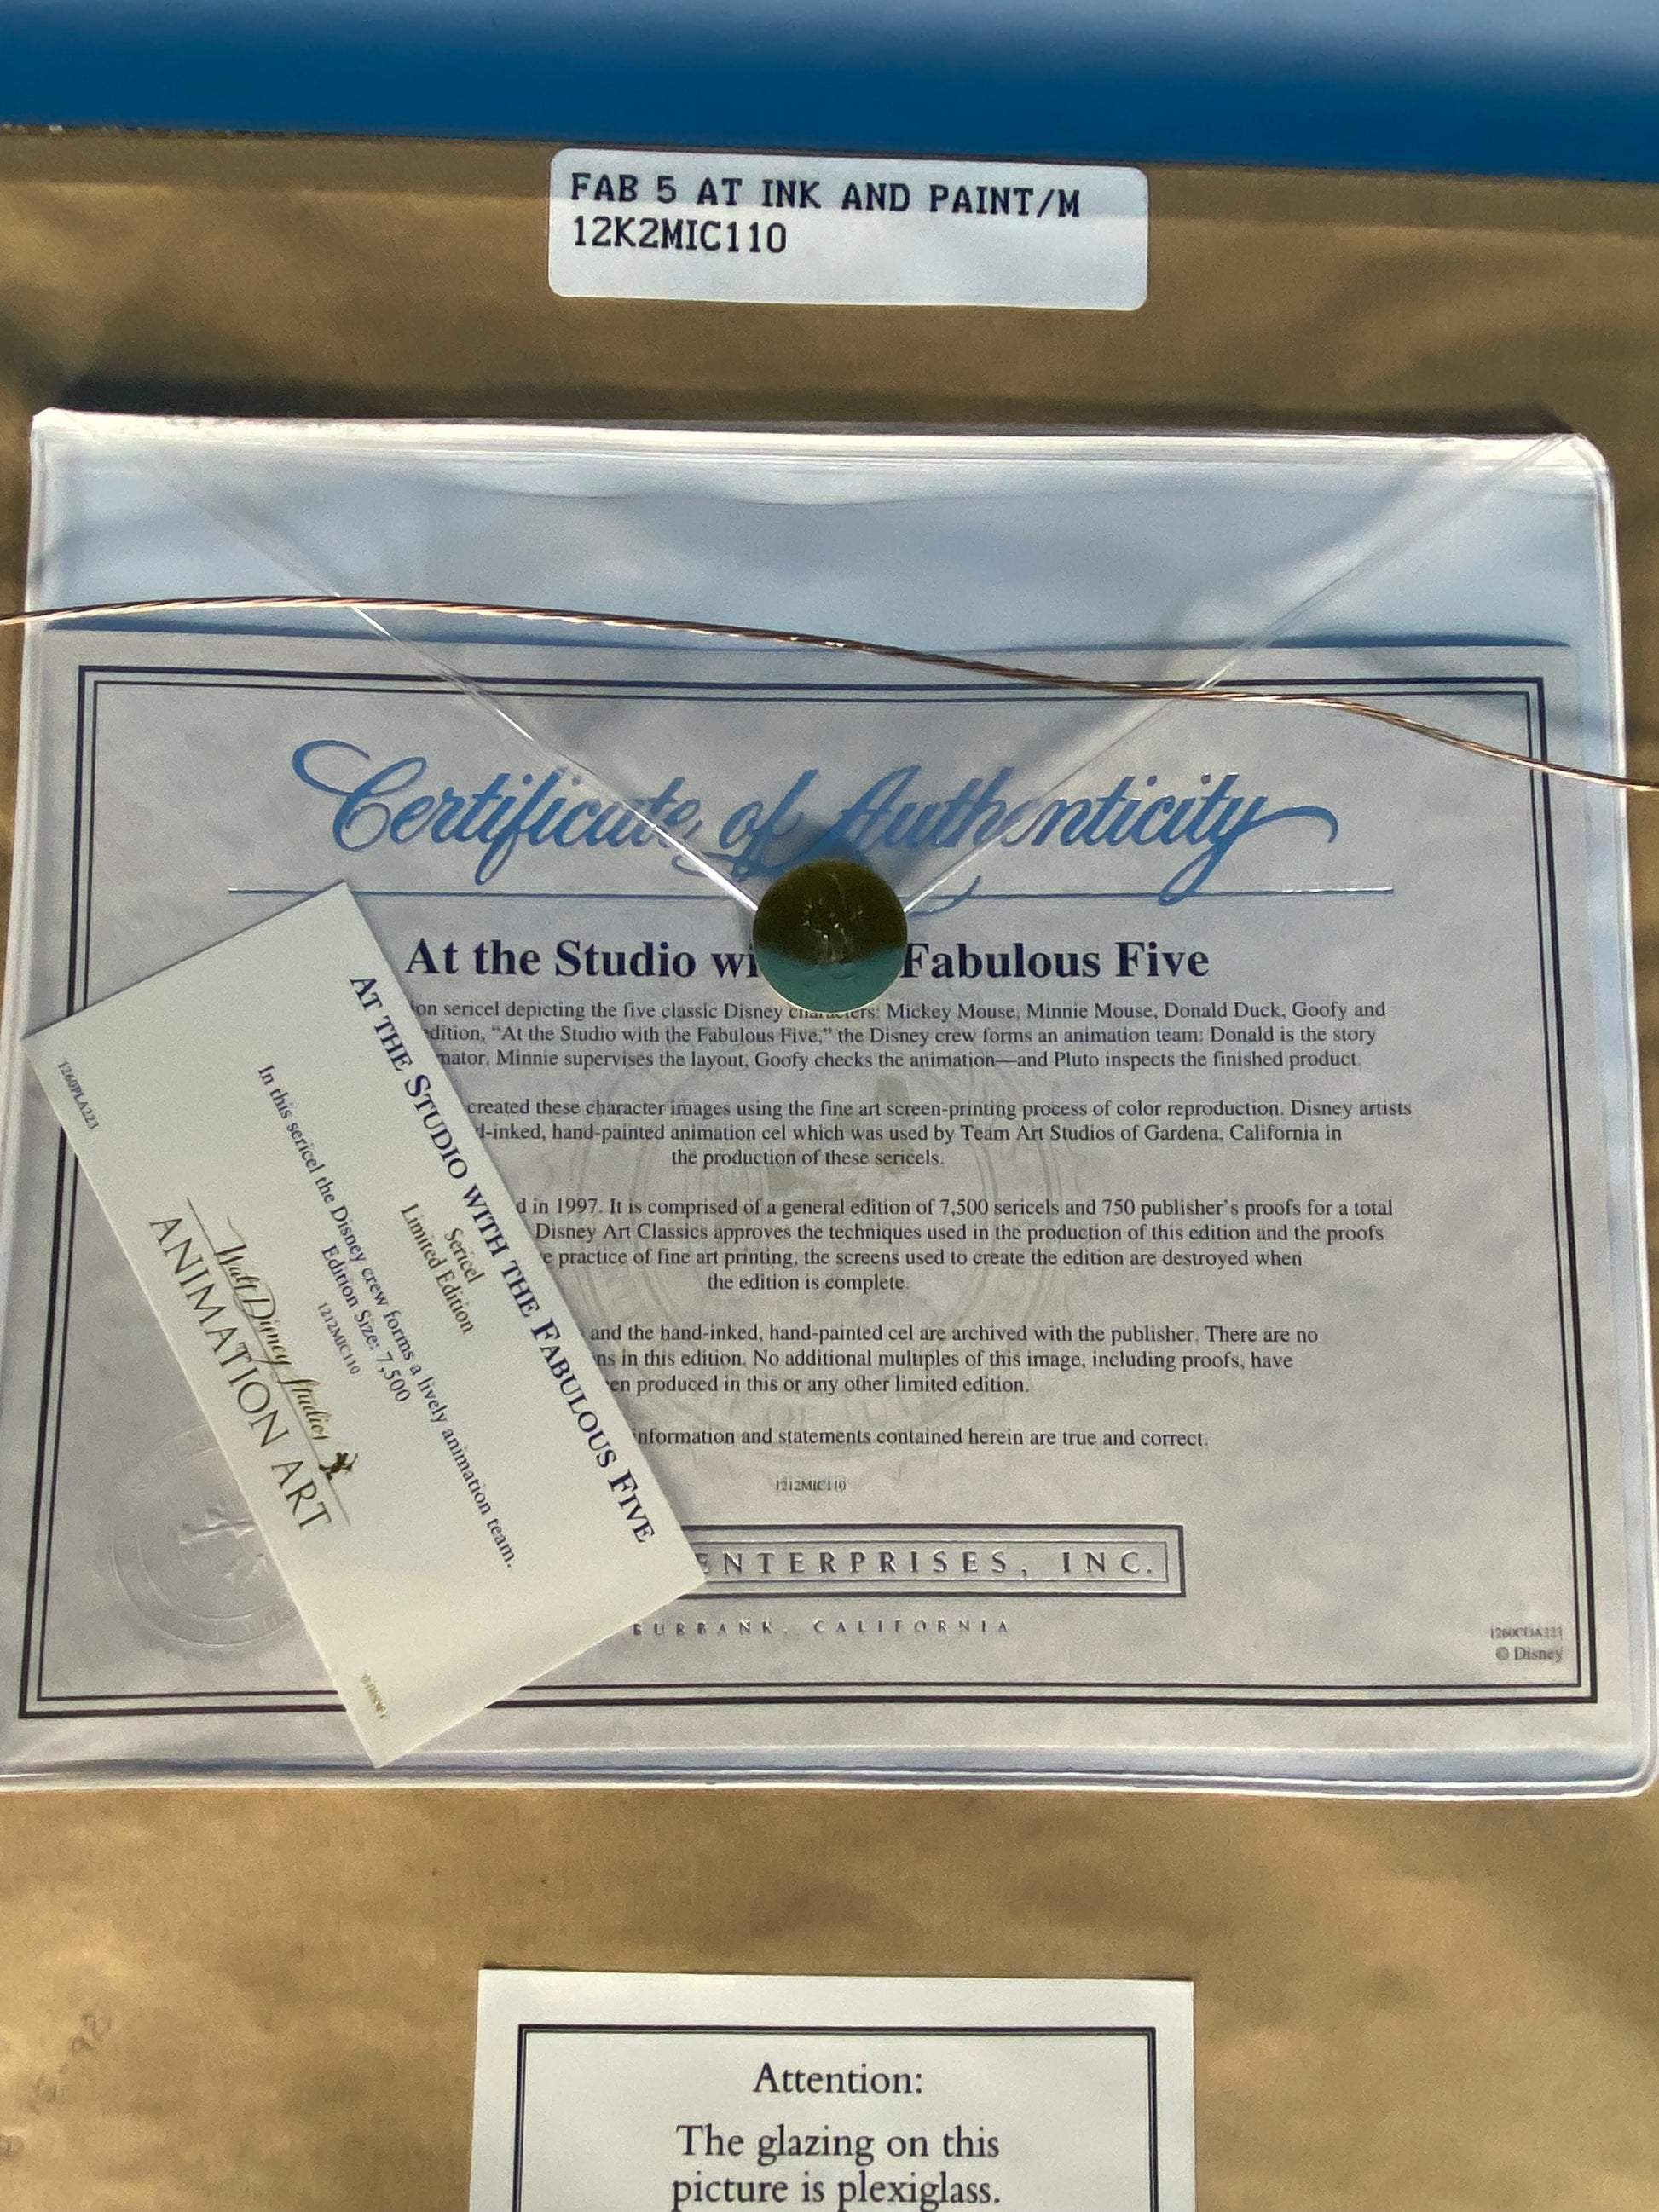 FAB 5 AT INK AND PAINT/M
12K2MIC110
Certificate of Authenticity
At the Studio Fabulous Five
sericel depicting the five classic Disney characters: Mickey Mouse, Minnie Mouse, Donald Duck, Goofy and
“At the Studio with the Fabulous Five,” the Disney crew forms an animation team: Donald is the story
Minnie supervises the layout, Goofy checks the animation—and Pluto inspects the finished product.
created these character images using the fine art screen-printing process of color reproduction. Disney artists
hand-painted animation cel which was used by Team Art Studios of Gardena, California in
the production of these sericels.
in 1997. It is comprised of a general edition of 7,500 sericels and 750 publisher’s proofs for a total
Disney Art Classics approves the techniques used in the production of this edition and the proofs
practice of fine art printing, the screens used to create the edition are destroyed when
the edition is complete.
and the hand-inked, hand-painted cel are archived with the publisher. There are no
in this edition. No additional multiples of this image, including proofs, have
produced in this or any other limited edition.
information and statements contained herein are true and correct.
1212MIC110
ENTERPRISES, INC.
BURBANK, CALIFORNIA
1260COA223
© Disney
AT THE STUDIO WITH THE FABULOUS FIVE
Sericel
Limited Edition
In this sericel the Disney crew forms a lively animation team.
Edition Size: 7,500
1212MIC110
Walt Disney Studios
ANIMATION ART
1260PLA223
Attention:
The glazing on this
picture is plexiglass.